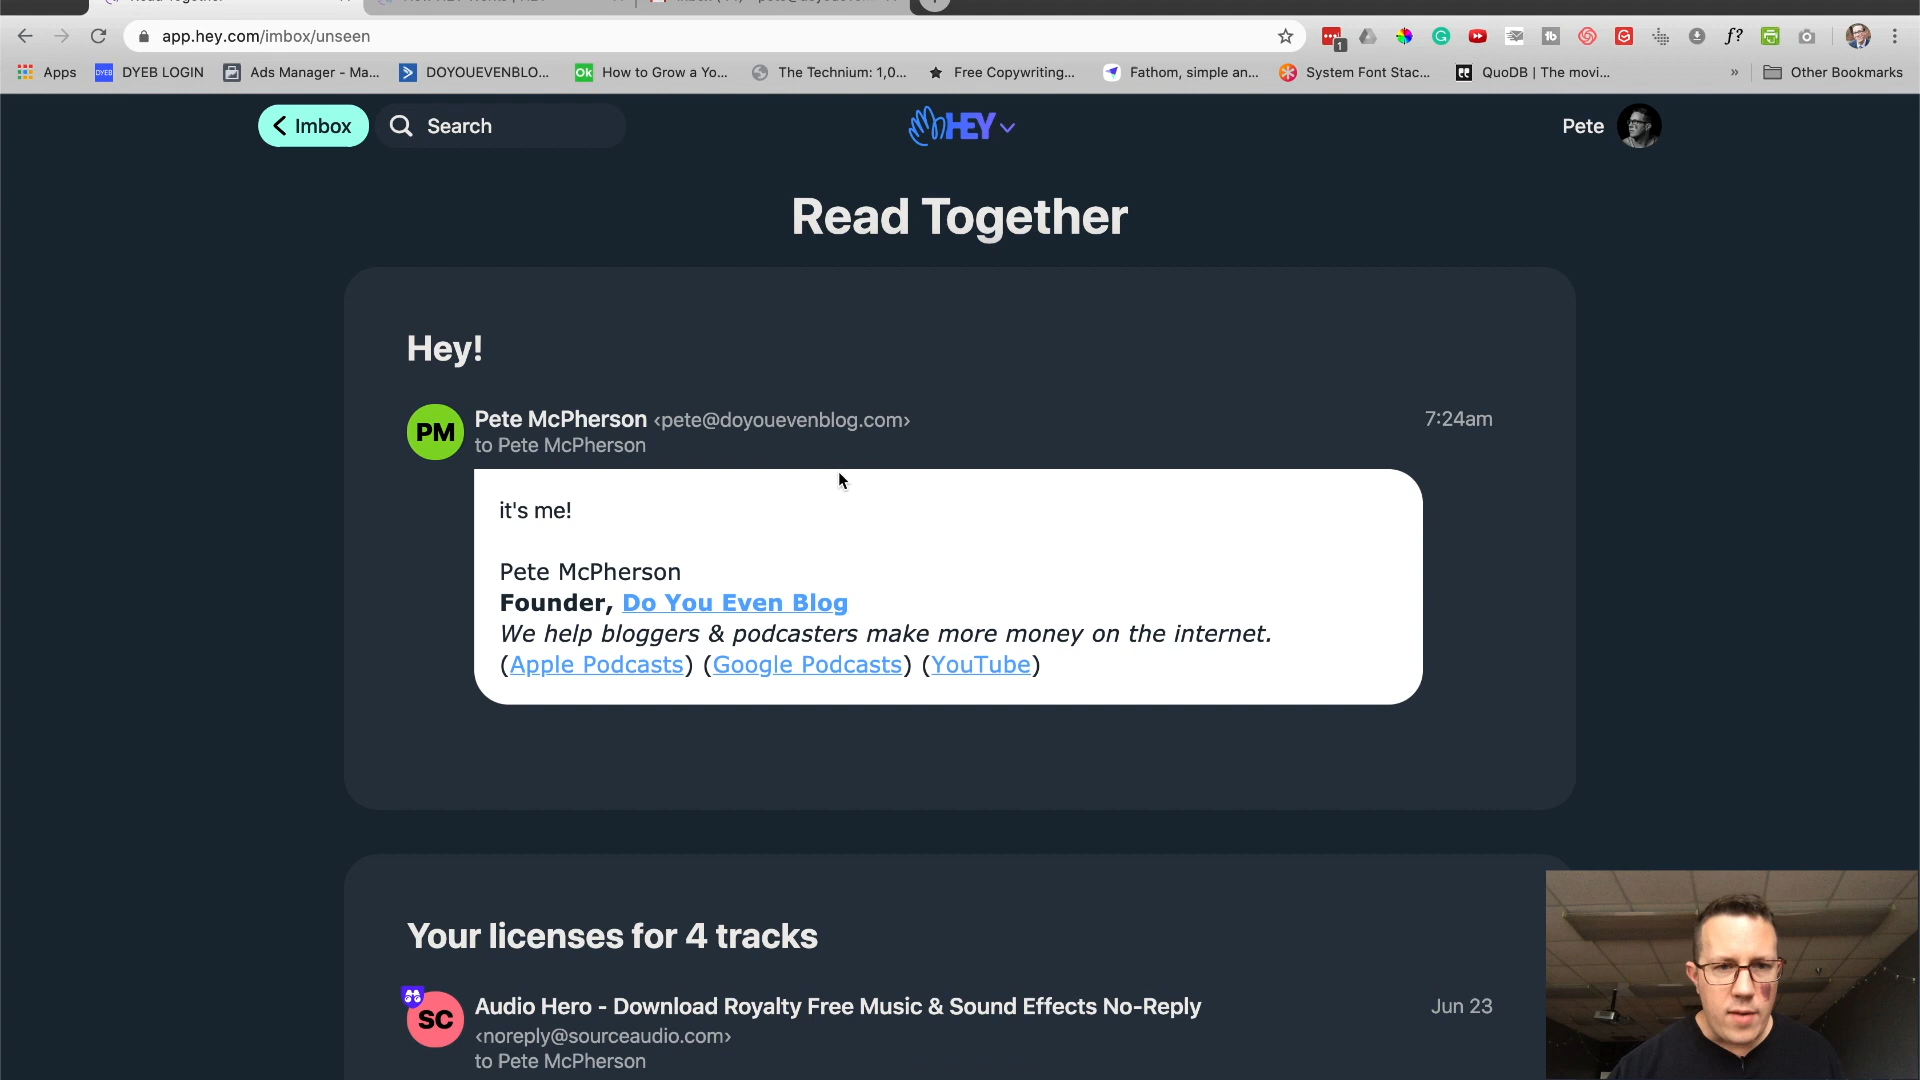 app.hey.com/imbox/unseen
1
Apps
DYEB
DYEB LOGIN
Ads Manager - Ma...
DOYOUEVENBLO...
Ok
How to Grow a Yo...
The Technium: 1,0...
Free Copywriting...
Fathom, simple an...
System Font Stac...
QuoDB | The movi...
»
Other Bookmarks
Imbox
Search
HEY
Pete
Read Together
Hey!
PM
Pete McPherson <pete@doyouevenblog.com>
7:24am
to Pete McPherson
it's me!
Pete McPherson
Founder, Do You Even Blog
We help bloggers & podcasters make more money on the internet.
(Apple Podcasts) (Google Podcasts) (YouTube)
Your licenses for 4 tracks
SC
Audio Hero - Download Royalty Free Music & Sound Effects No-Reply
Jun 23
<noreply@sourceaudio.com>
to Pete McPherson